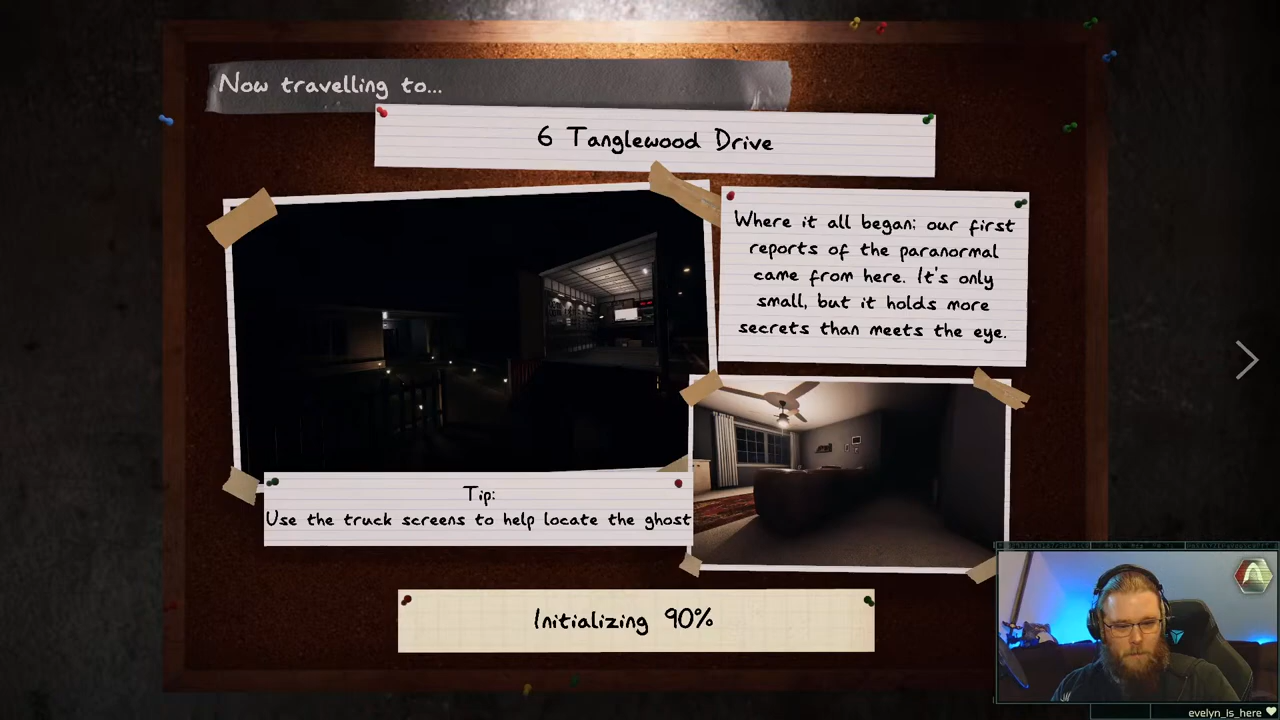 Now travelling to...
6 Tanglewood Drive
Where it all began: our first
reports of the paranormal
came from here. It's only
small, but it holds more
secrets than meets the eye.
Tip:
Use the truck screens to help locate the ghost
Initializing 90%
evelyn_is_here